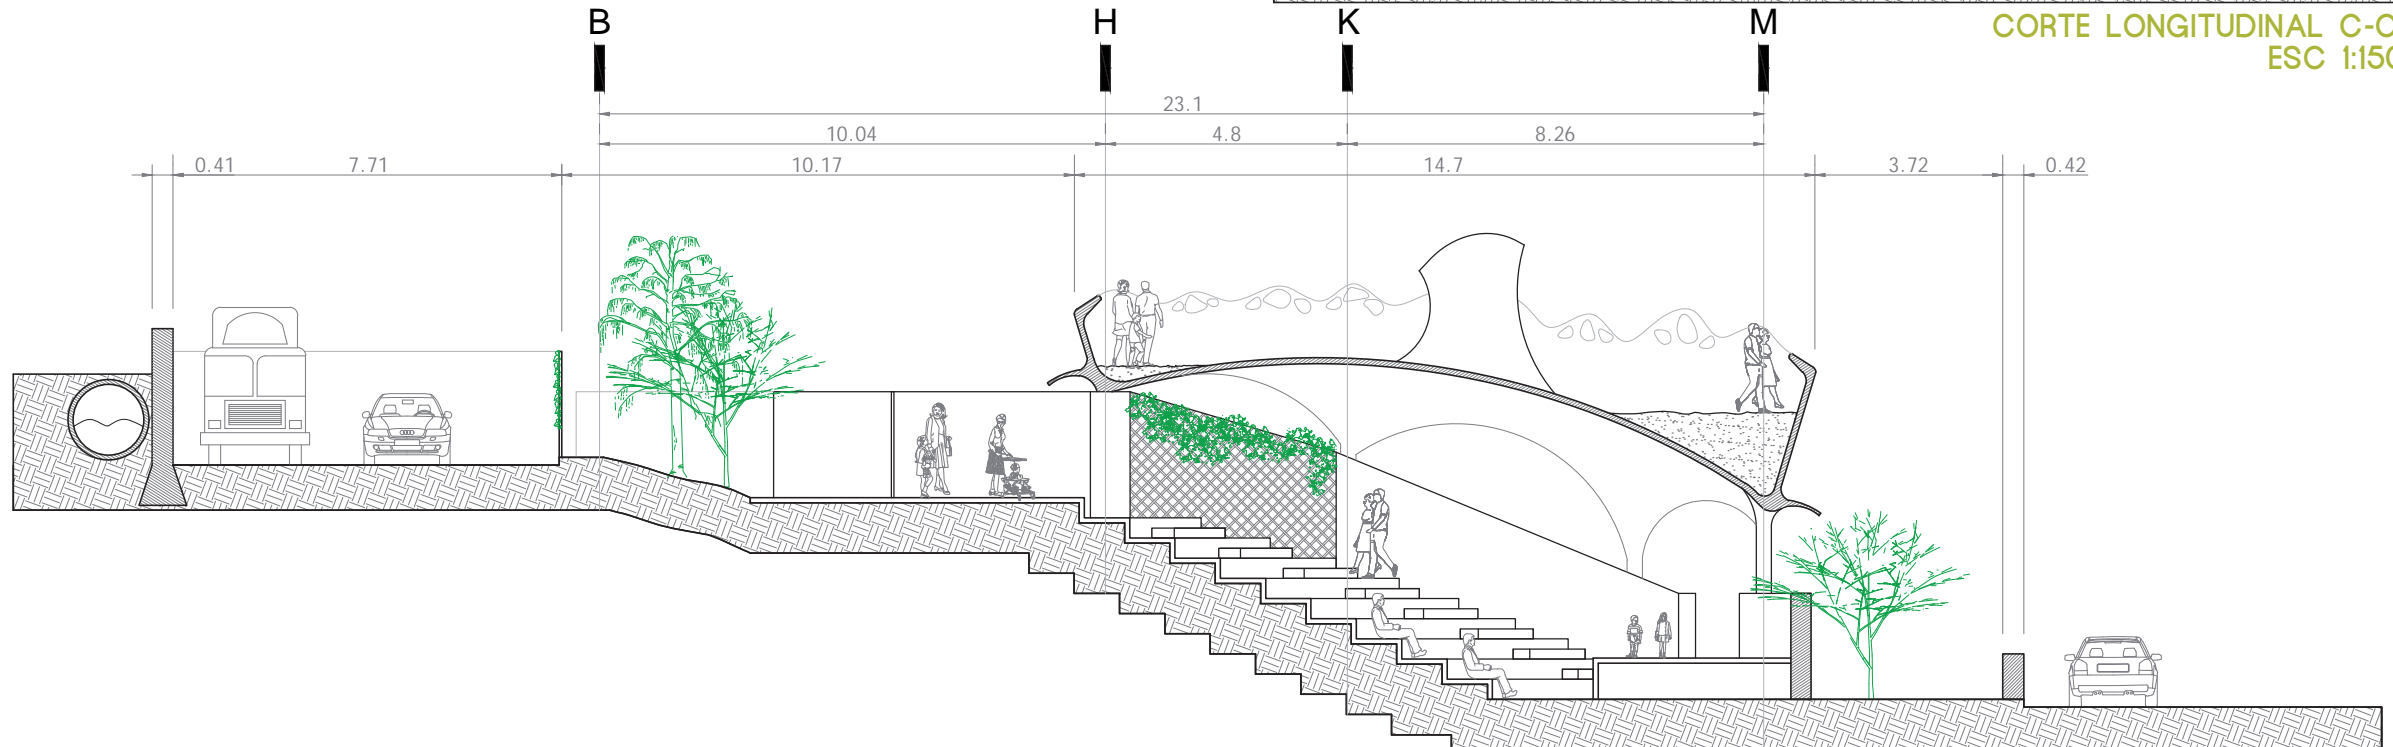 B H K M
CORTE LONGITUDINAL C-C
ESC 1:150
23.1
10.04 4.8 8.26
0.41 7.71 10.17 14.7 3.72 0.42